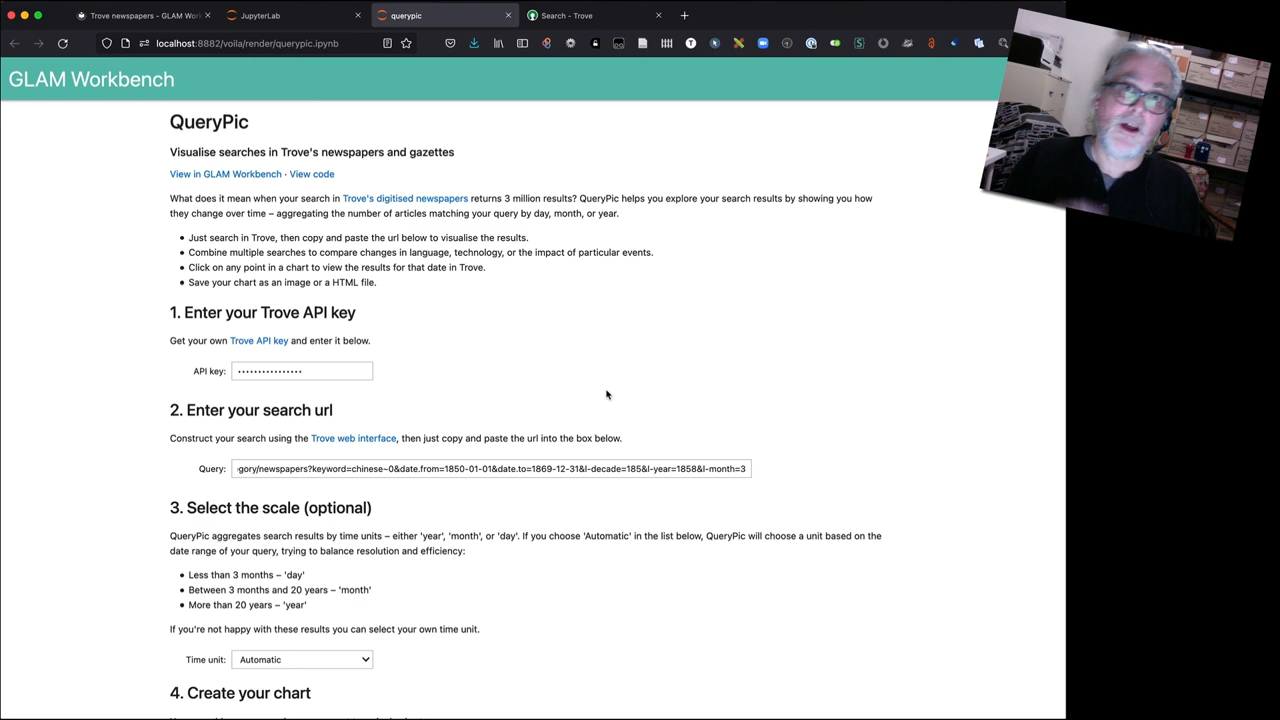 Trove newspapers - GLAM Wor
JupyterLab
querypic
Search - Trove
localhost:8882/voila/render/querypic.ipynb
GLAM Workbench
QueryPic
Visualise searches in Trove's newspapers and gazettes
View in GLAM Workbench · View code
What does it mean when your search in Trove's digitised newspapers returns 3 million results? QueryPic helps you explore your search results by showing you how
they change over time – aggregating the number of articles matching your query by day, month, or year.
• Just search in Trove, then copy and paste the url below to visualise the results.
• Combine multiple searches to compare changes in language, technology, or the impact of particular events.
• Click on any point in a chart to view the results for that date in Trove.
• Save your chart as an image or a HTML file.
1. Enter your Trove API key
Get your own Trove API key and enter it below.
API key: ••••••••••••••••
2. Enter your search url
Construct your search using the Trove web interface, then just copy and paste the url into the box below.
Query: gory/newspapers?keyword=chinese~0&date.from=1850-01-01&date.to=1869-12-31&l-decade=185&l-year=1858&l-month=3
3. Select the scale (optional)
QueryPic aggregates search results by time units – either 'year', 'month', or 'day'. If you choose 'Automatic' in the list below, QueryPic will choose a unit based on the
date range of your query, trying to balance resolution and efficiency:
• Less than 3 months – 'day'
• Between 3 months and 20 years – 'month'
• More than 20 years – 'year'
If you're not happy with these results you can select your own time unit.
Time unit: Automatic
4. Create your chart